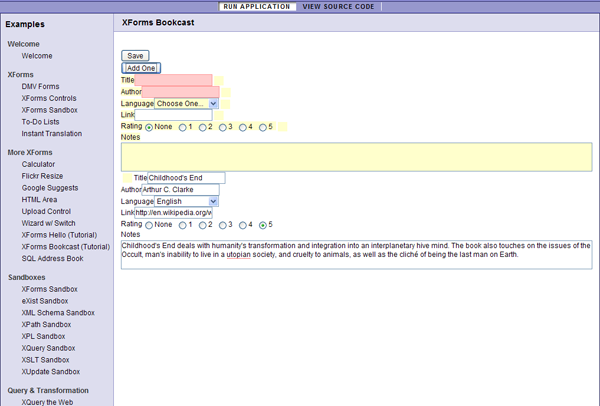 RUN APPLICATION VIEW SOURCE CODE
Examples
Welcome
Welcome
XForms
DMV Forms
XForms Controls
XForms Sandbox
To-Do Lists
Instant Translation
More XForms
Calculator
Flickr Resize
Google Suggests
HTML Area
Upload Control
Wizard w/ Switch
XForms Hello (Tutorial)
XForms Bookcast (Tutorial)
SQL Address Book
Sandboxes
XForms Sandbox
eXist Sandbox
XML Schema Sandbox
XPath Sandbox
XPL Sandbox
XQuery Sandbox
XSLT Sandbox
XUpdate Sandbox
Query & Transformation
XQuery the Web
XForms Bookcast
Save
Add One
Title
Author
Language Choose One...
Link
Rating None 1 2 3 4 5
Notes
Title Childhood's End
Author Arthur C. Clarke
Language English
Link http://en.wikipedia.org/w
Rating None 1 2 3 4 5
Notes
Childhood's End deals with humanity's transformation and integration into an interplanetary hive mind. The book also touches on the issues of the
Occult, man's inability to live in a utopian society, and cruelty to animals, as well as the cliché of being the last man on Earth.